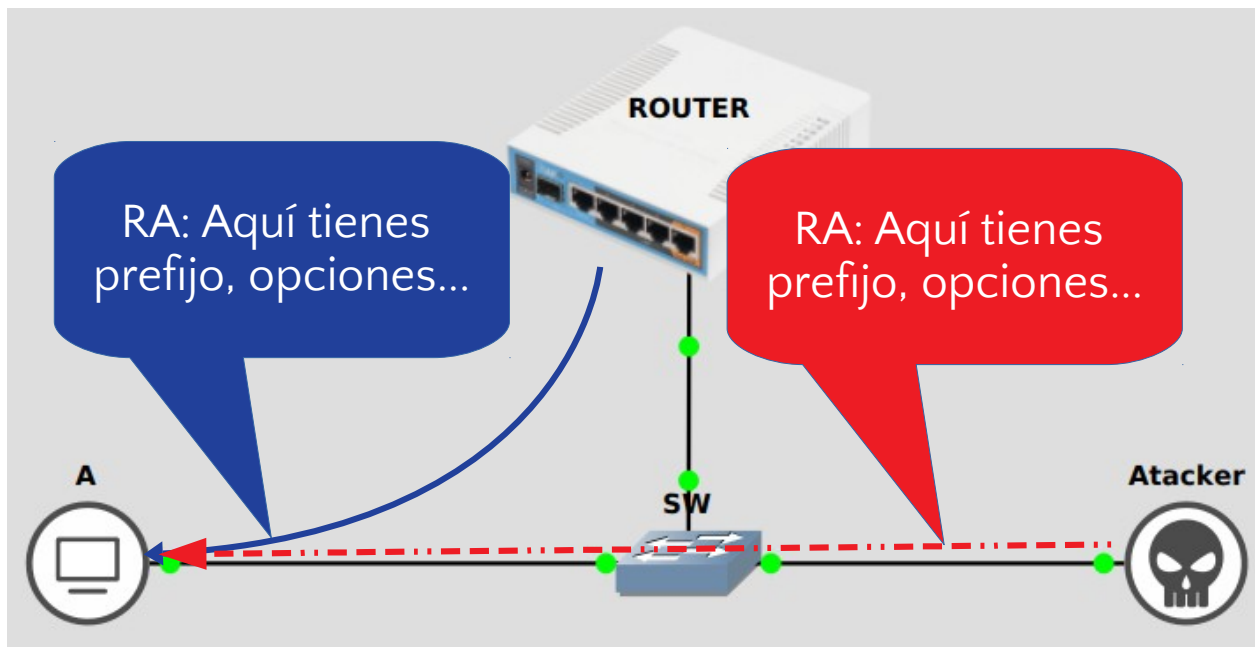 ROUTER
RA: Aquí tienes
prefijo, opciones...
RA: Aquí tienes
prefijo, opciones...
A
Atacker
SW